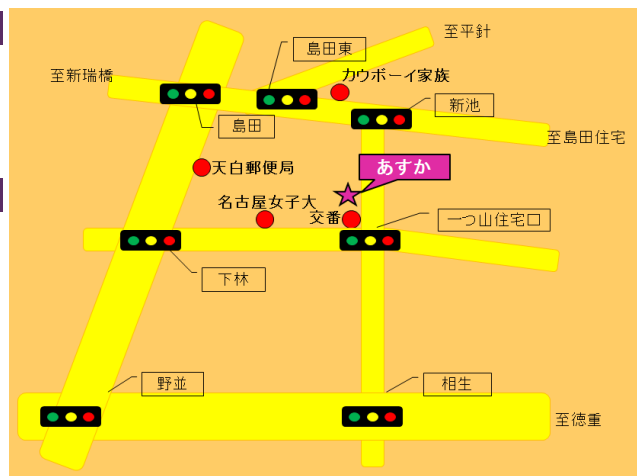 至平針
島田東
至新瑞橋
カウボーイ家族
新池
島田
至島田住宅
あすか
天白郵便局
名古屋女子大
交番
一つ山住宅口
下林
野並
相生
至徳重